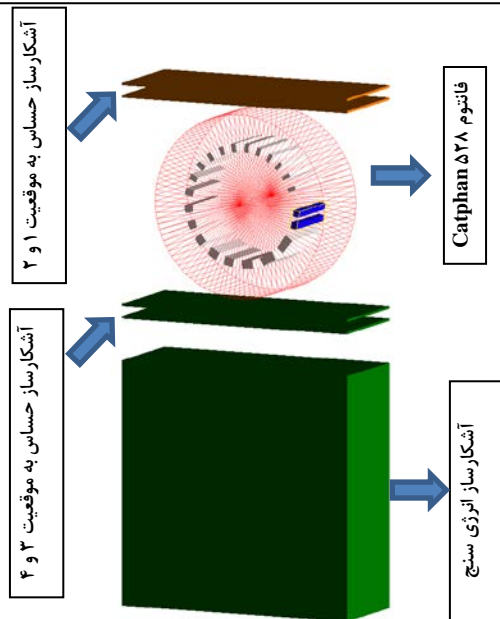 آشکارساز حساس به موقعیت ۱ و ۲
فانتوم Catphan ۵۲۸
آشکارساز حساس به موقعیت ۳ و ۴
آشکارساز انرژی سنج